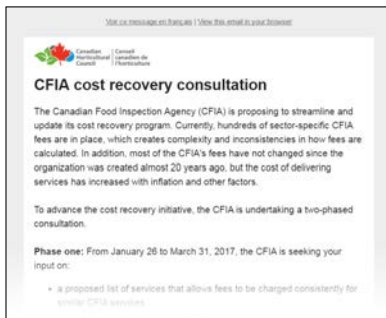 Voir ce message en français | View this email in your browser
Canadian Horticultural Council
Conseil canadien de l'horticulture
CFIA cost recovery consultation
The Canadian Food Inspection Agency (CFIA) is proposing to streamline and
update its cost recovery program. Currently, hundreds of sector-specific CFIA
fees are in place, which creates complexity and inconsistencies in how fees are
calculated. In addition, most of the CFIA's fees have not changed since the
organization was created almost 20 years ago, but the cost of delivering
services has increased with inflation and other factors.
To advance the cost recovery initiative, the CFIA is undertaking a two-phased
consultation.
Phase one: From January 26 to March 31, 2017, the CFIA is seeking your
input on:
• a proposed list of services that allows fees to be charged consistently for
similar CFIA services